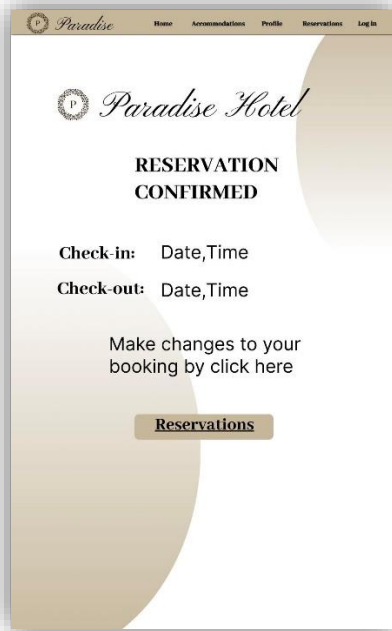 P Paradise Home Accommodations Profile Reservations Log in
P Paradise Hotel
RESERVATION
CONFIRMED
Check-in: Date,Time
Check-out: Date,Time
Make changes to your
booking by click here
Reservations